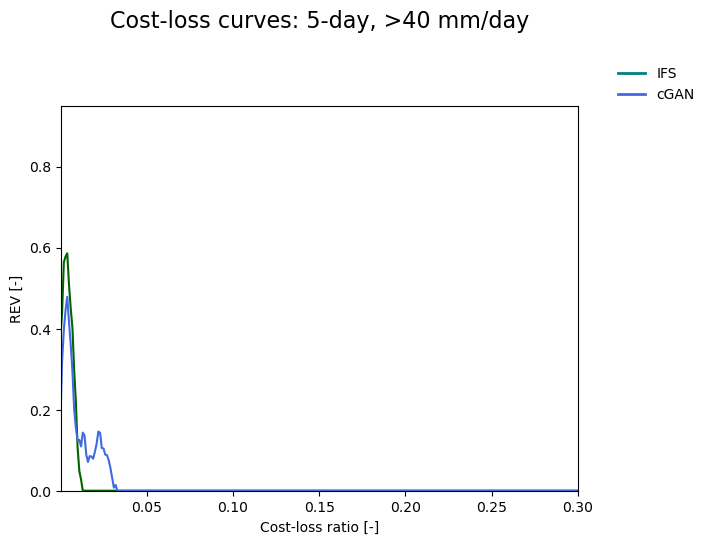 Cost-loss curves: 5-day, >40 mm/day
IFS
cGAN
0.8
0.6
0.4
0.2
0.0
REV [-]
0.05 0.10 0.15 0.20 0.25 0.30
Cost-loss ratio [-]